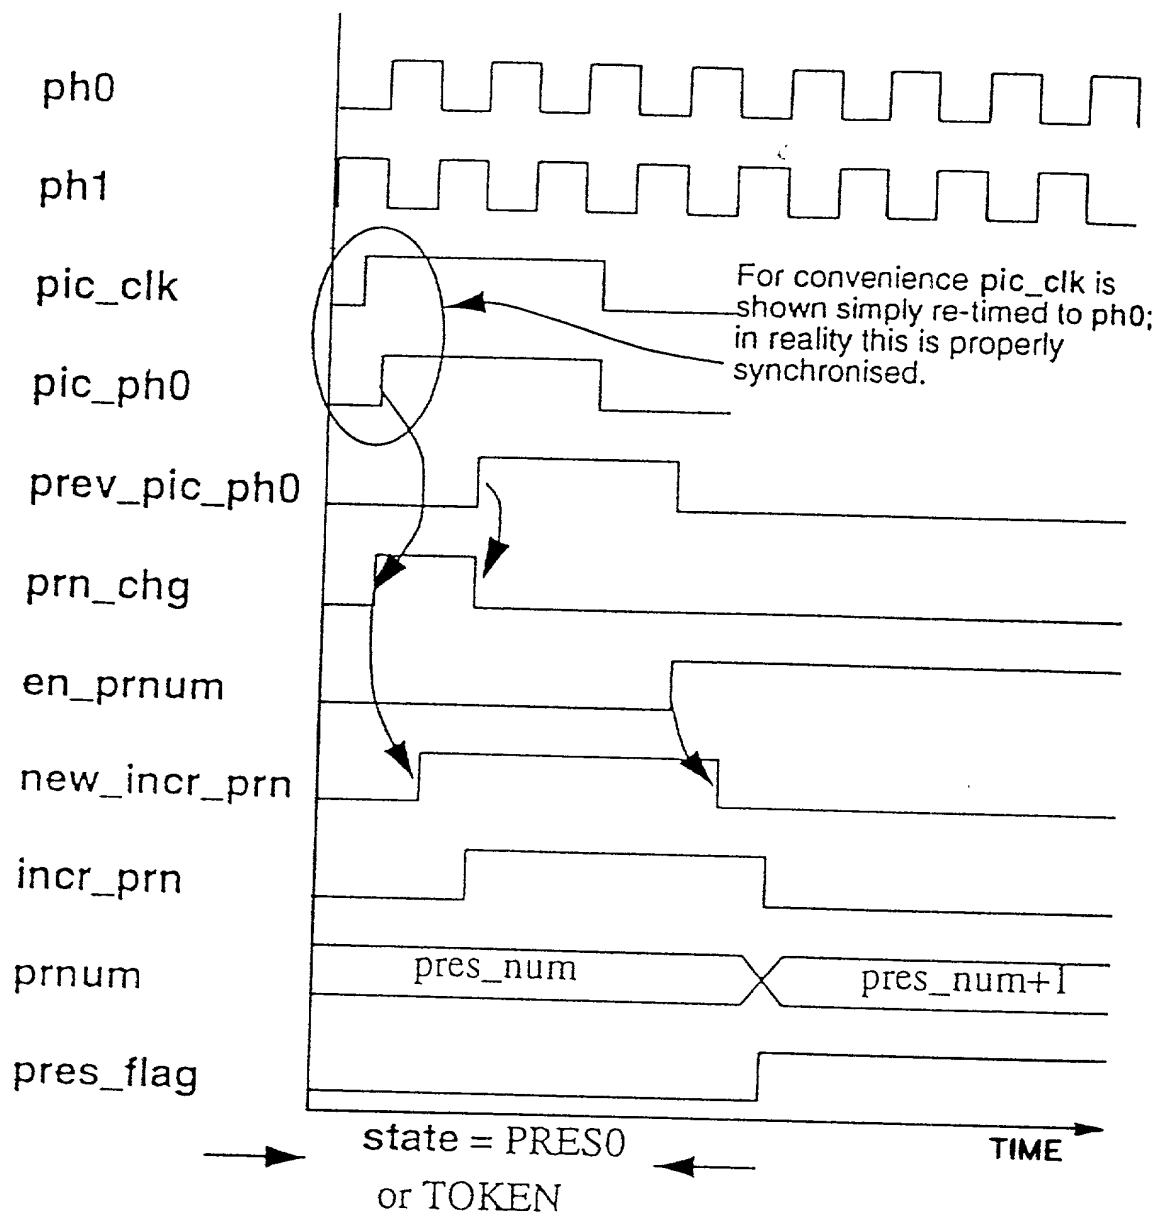 ph0
ph1
pic_clk
For convenience pic_clk is
shown simply re-timed to ph0;
in reality this is properly
synchronised.
pic_ph0
prev_pic_ph0
prn_chg
en_prnum
new_incr_prn
incr_prn
prnum
pres_num
pres_num+1
pres_flag
state = PRES0
or TOKEN
TIME